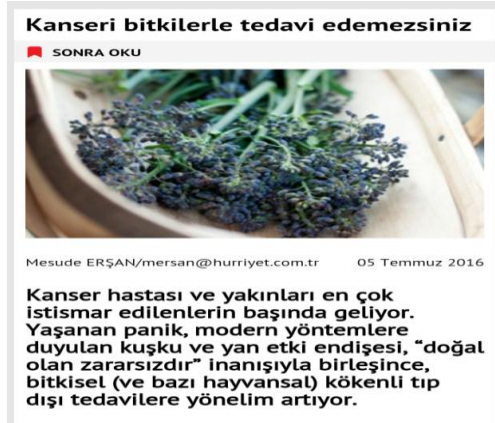 Kanseri bitkilerle tedavi edemezsiniz
SONRA OKU
Mesude ERŞAN/mersan@hurriyet.com.tr 05 Temmuz 2016
Kanser hastası ve yakınları en çok
istismar edilenlerin başında geliyor.
Yaşanan panik, modern yöntemlere
duyulan kuşku ve yan etki endişesi, “doğal
olan zararsızdır” inanışıyla birleşince,
bitkisel (ve bazı hayvansal) kökenli tıp
dışı tedavilere yönelim artıyor.